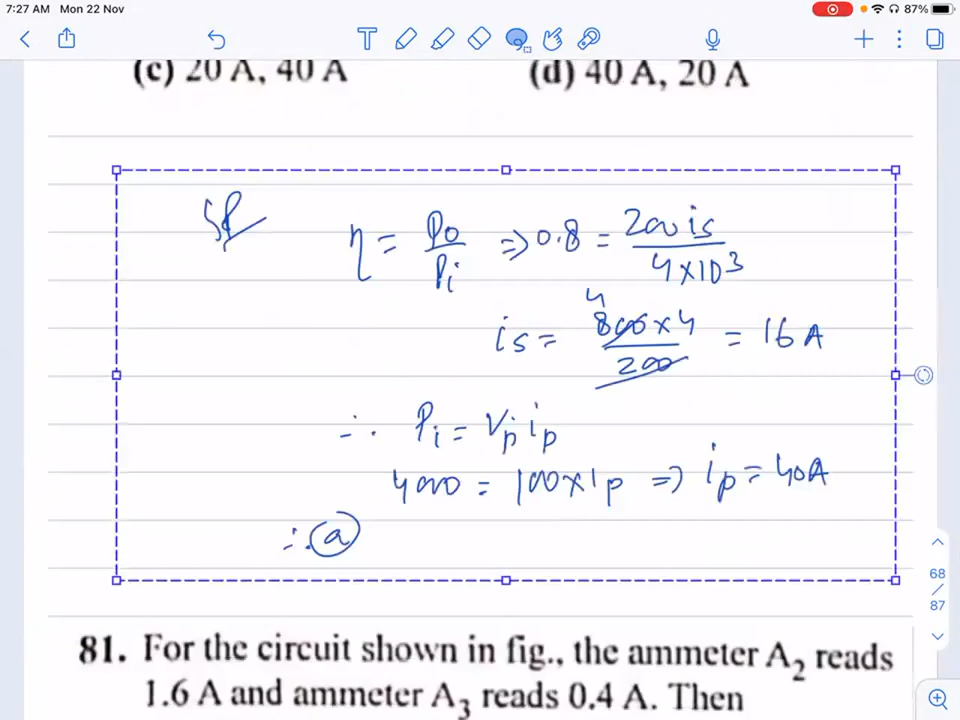 7:27 AM Mon 22 Nov 87%
(c) 20 A, 40 A (d) 40 A, 20 A
η = Po/Pi ⇒ 0.8 = 200 is / 4×10³
is = 800×4 / 200 = 16 A
4
∴ Pi = Vp ip
4000 = 100×ip ⇒ ip = 40A
∴ (a)
68
/
87
81. For the circuit shown in fig., the ammeter A₂ reads
1.6 A and ammeter A₃ reads 0.4 A. Then